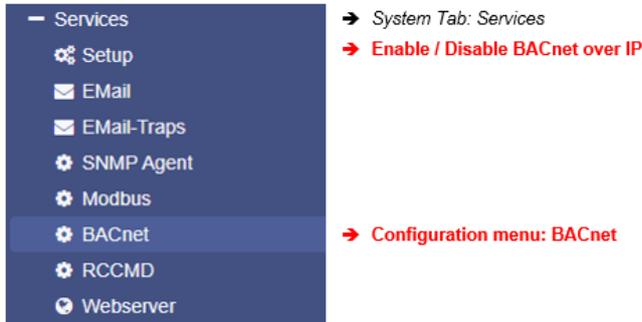 Services ➔ System Tab: Services
Setup ➔ Enable / Disable BACnet over IP
EMail
EMail-Traps
SNMP Agent
Modbus
BACnet ➔ Configuration menu: BACnet
RCCMD
Webserver